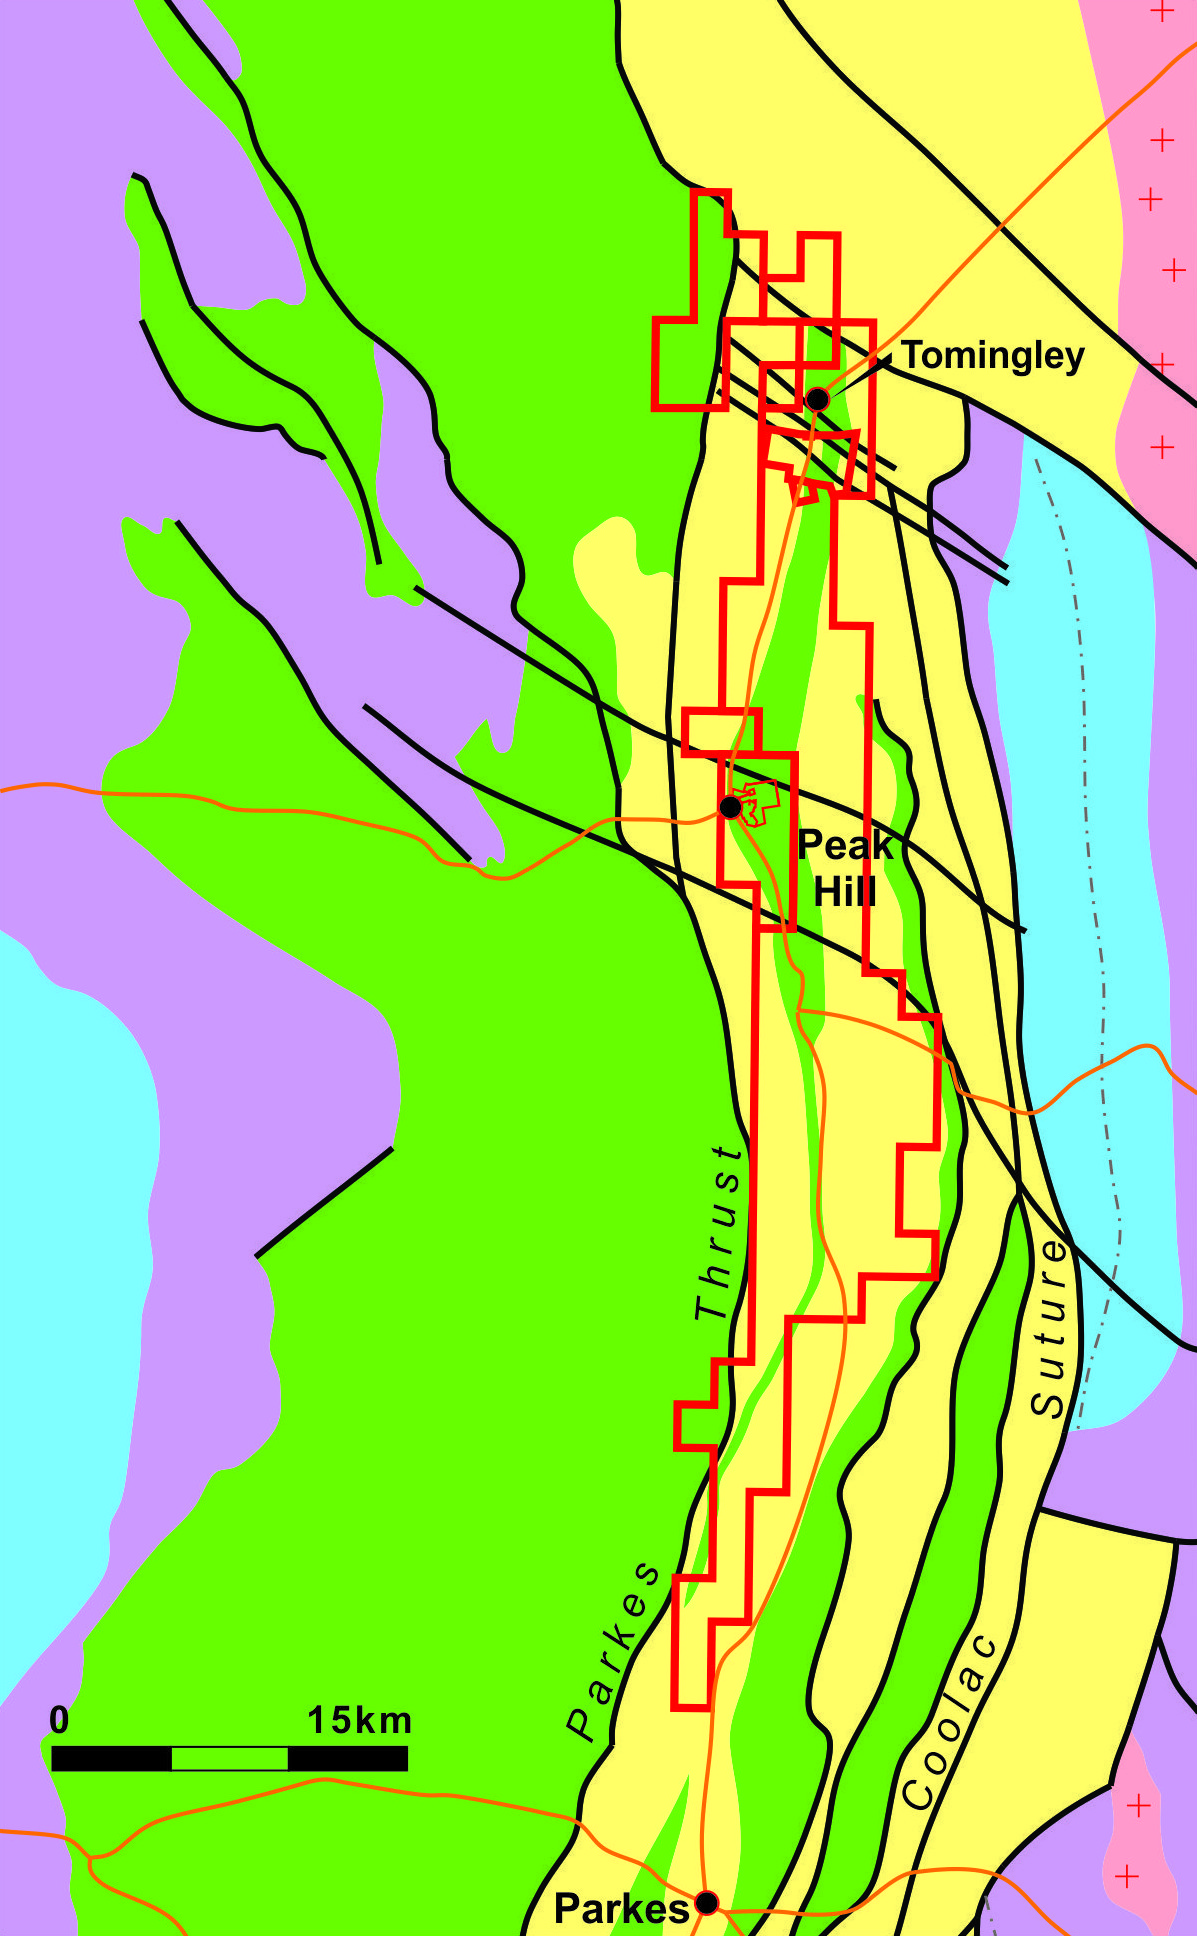 Tomingley
Peak
Hill
Thrust
Suture
Parkes
Coolac
0 15km
Parkes